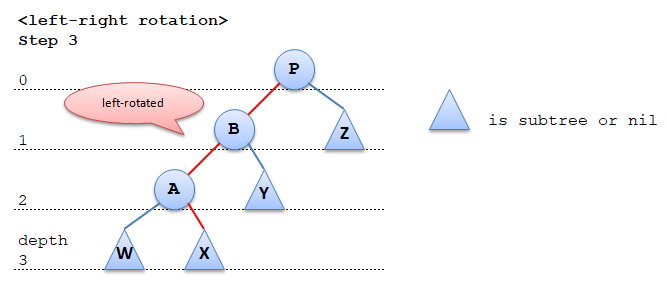 <left-right rotation>
Step 3
P
0
left-rotated
B
Z
is subtree or nil
1
A
Y
2
depth
W
X
3